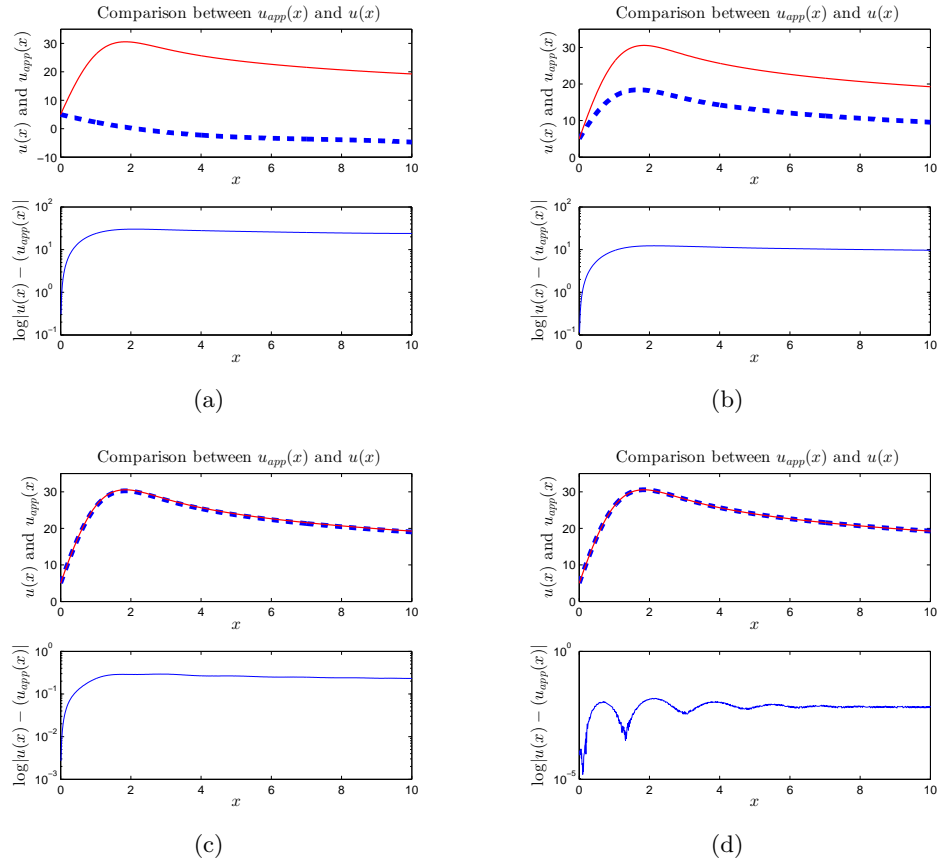 Comparison between u_{app}(x) and u(x)
u(x) and u_{app}(x)
30
20
10
0
−10
0 2 4 6 8 10
x
log|u(x) − (u_{app}(x)|
10^2
10^1
10^0
10^{−1}
0 2 4 6 8 10
x
(a)
Comparison between u_{app}(x) and u(x)
u(x) and u_{app}(x)
30
20
10
0
0 2 4 6 8 10
x
log|u(x) − (u_{app}(x)|
10^2
10^1
10^0
10^{−1}
0 2 4 6 8 10
x
(b)
Comparison between u_{app}(x) and u(x)
u(x) and u_{app}(x)
30
20
10
0
0 2 4 6 8 10
x
log|u(x) − (u_{app}(x)|
10^0
10^{−1}
10^{−2}
10^{−3}
0 2 4 6 8 10
x
(c)
Comparison between u_{app}(x) and u(x)
u(x) and u_{app}(x)
30
20
10
0
0 2 4 6 8 10
x
log|u(x) − (u_{app}(x)|
10^0
10^{−5}
0 2 4 6 8 10
x
(d)